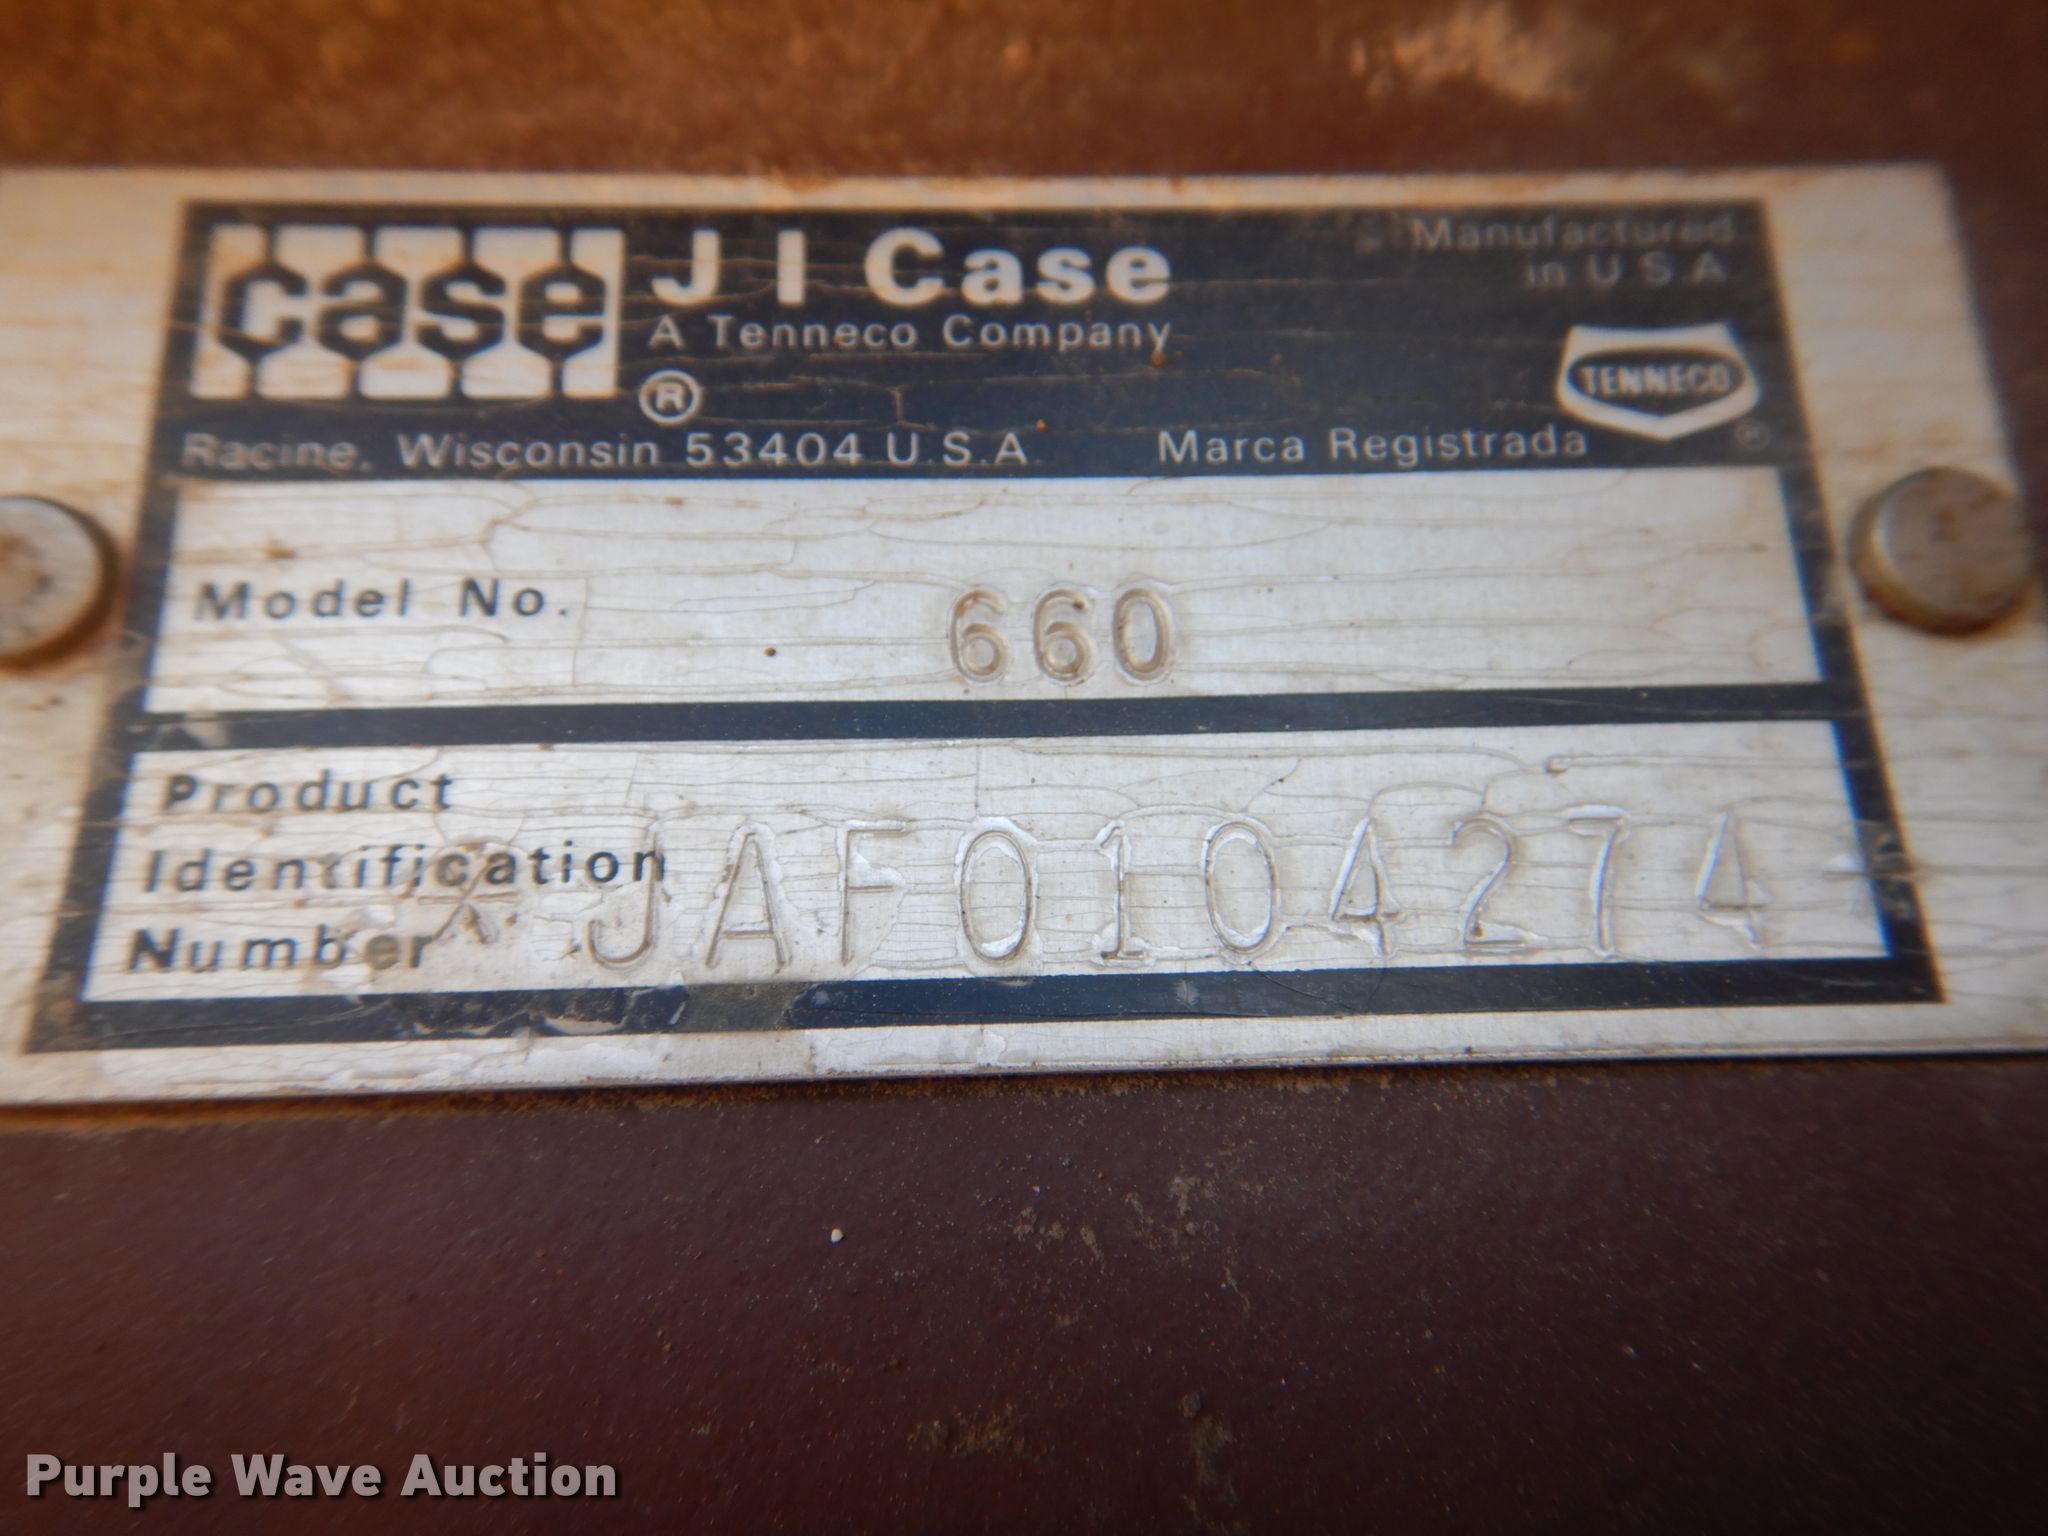 case J I Case
Manufactured
in U S A
A Tenneco Company
®
TENNECO
®
Racine, Wisconsin 53404 U.S.A. Marca Registrada
Model No. 660
Product
Identification
Number * JAF0104274
Purple Wave Auction